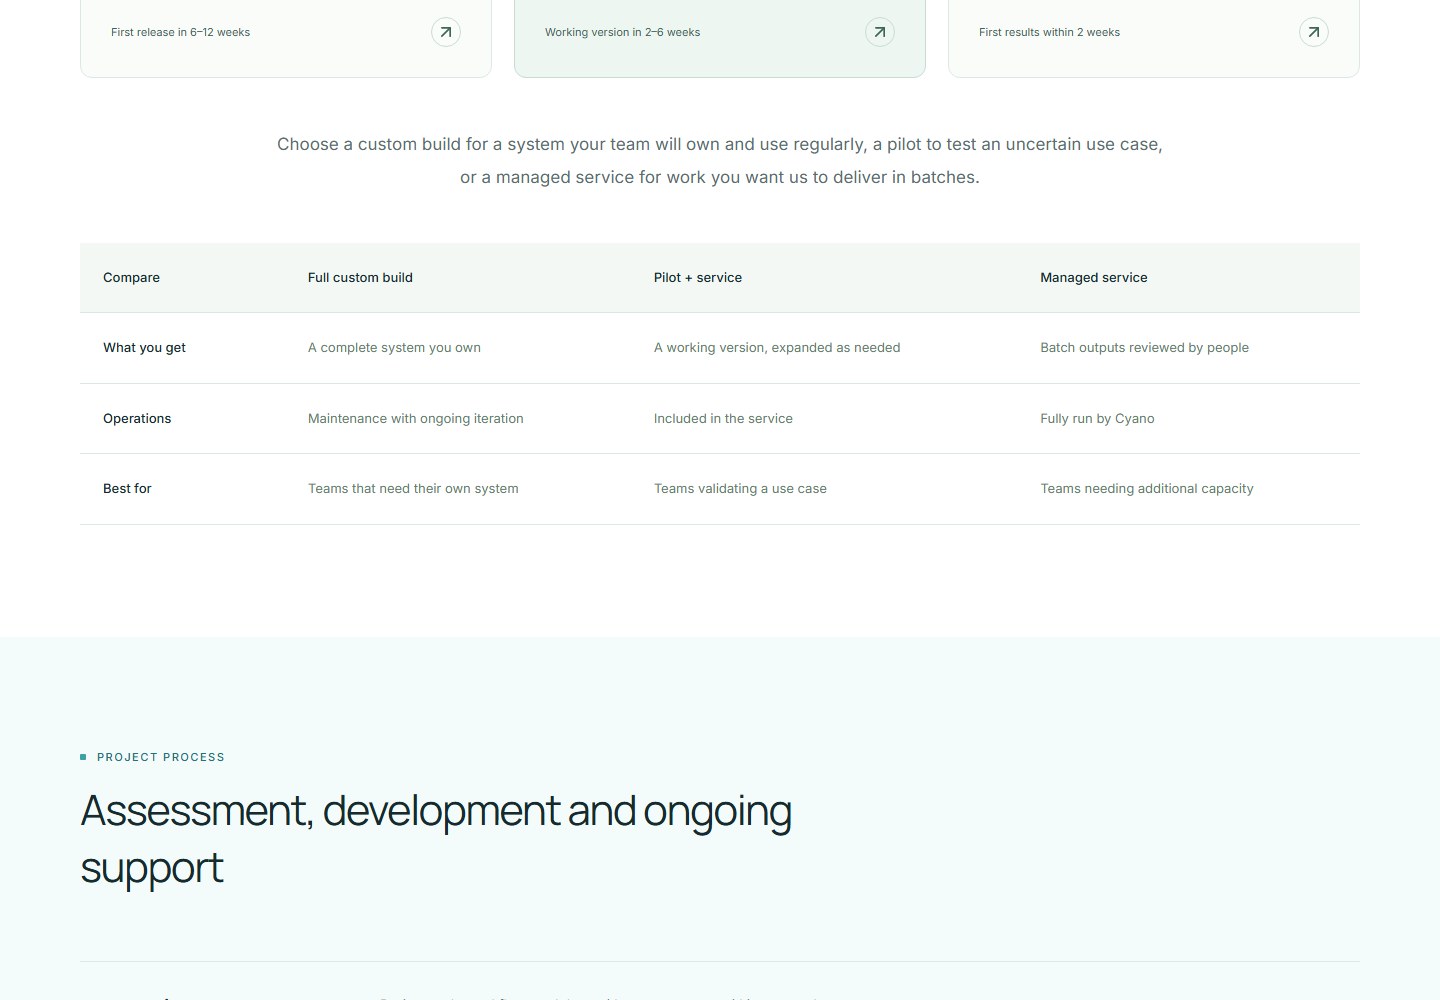 First release in 6–12 weeks
Working version in 2–6 weeks
First results within 2 weeks
Choose a custom build for a system your team will own and use regularly, a pilot to test an uncertain use case,
or a managed service for work you want us to deliver in batches.
Compare Full custom build Pilot + service Managed service
What you get A complete system you own A working version, expanded as needed Batch outputs reviewed by people
Operations Maintenance with ongoing iteration Included in the service Fully run by Cyano
Best for Teams that need their own system Teams validating a use case Teams needing additional capacity
PROJECT PROCESS
Assessment, development and ongoing
support